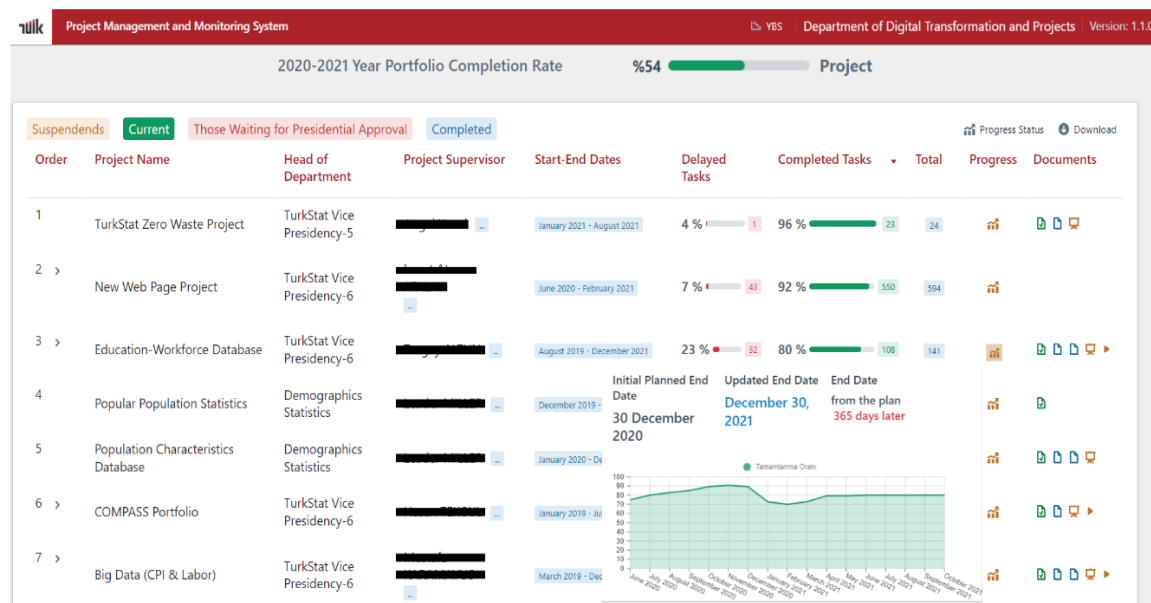 TUİK Project Management and Monitoring System YBS Department of Digital Transformation and Projects Version: 1.1.0
2020-2021 Year Portfolio Completion Rate %54 Project
Suspendends Current Those Waiting for Presidential Approval Completed Progress Status Download
Order Project Name Head of Department Project Supervisor Start-End Dates Delayed Tasks Completed Tasks Total Progress Documents
1 TurkStat Zero Waste Project TurkStat Vice Presidency-5 ... January 2021 - August 2021 4 % 1 96 % 23 24
2 New Web Page Project TurkStat Vice Presidency-6 ... June 2020 - February 2021 7 % 43 92 % 550 594
3 Education-Workforce Database TurkStat Vice Presidency-6 ... August 2019 - December 2021 23 % 32 80 % 108 141
4 Popular Population Statistics Demographics Statistics ... December 2019 -
5 Population Characteristics Database Demographics Statistics ... January 2020 - De
6 COMPASS Portfolio TurkStat Vice Presidency-6 ... January 2019 - Jul
7 Big Data (CPI & Labor) TurkStat Vice Presidency-6 ... March 2019 - Dec
Initial Planned End Date Updated End Date End Date
30 December 2020 December 30, 2021 from the plan 365 days later
Tamamlanma Oranı
100
90
80
70
60
50
40
30
20
10
0
June 2020 July 2020 August 2020 September 2020 October 2020 November 2020 December 2020 January 2021 February 2021 March 2021 April 2021 May 2021 June 2021 July 2021 August 2021 September 2021 October 2021